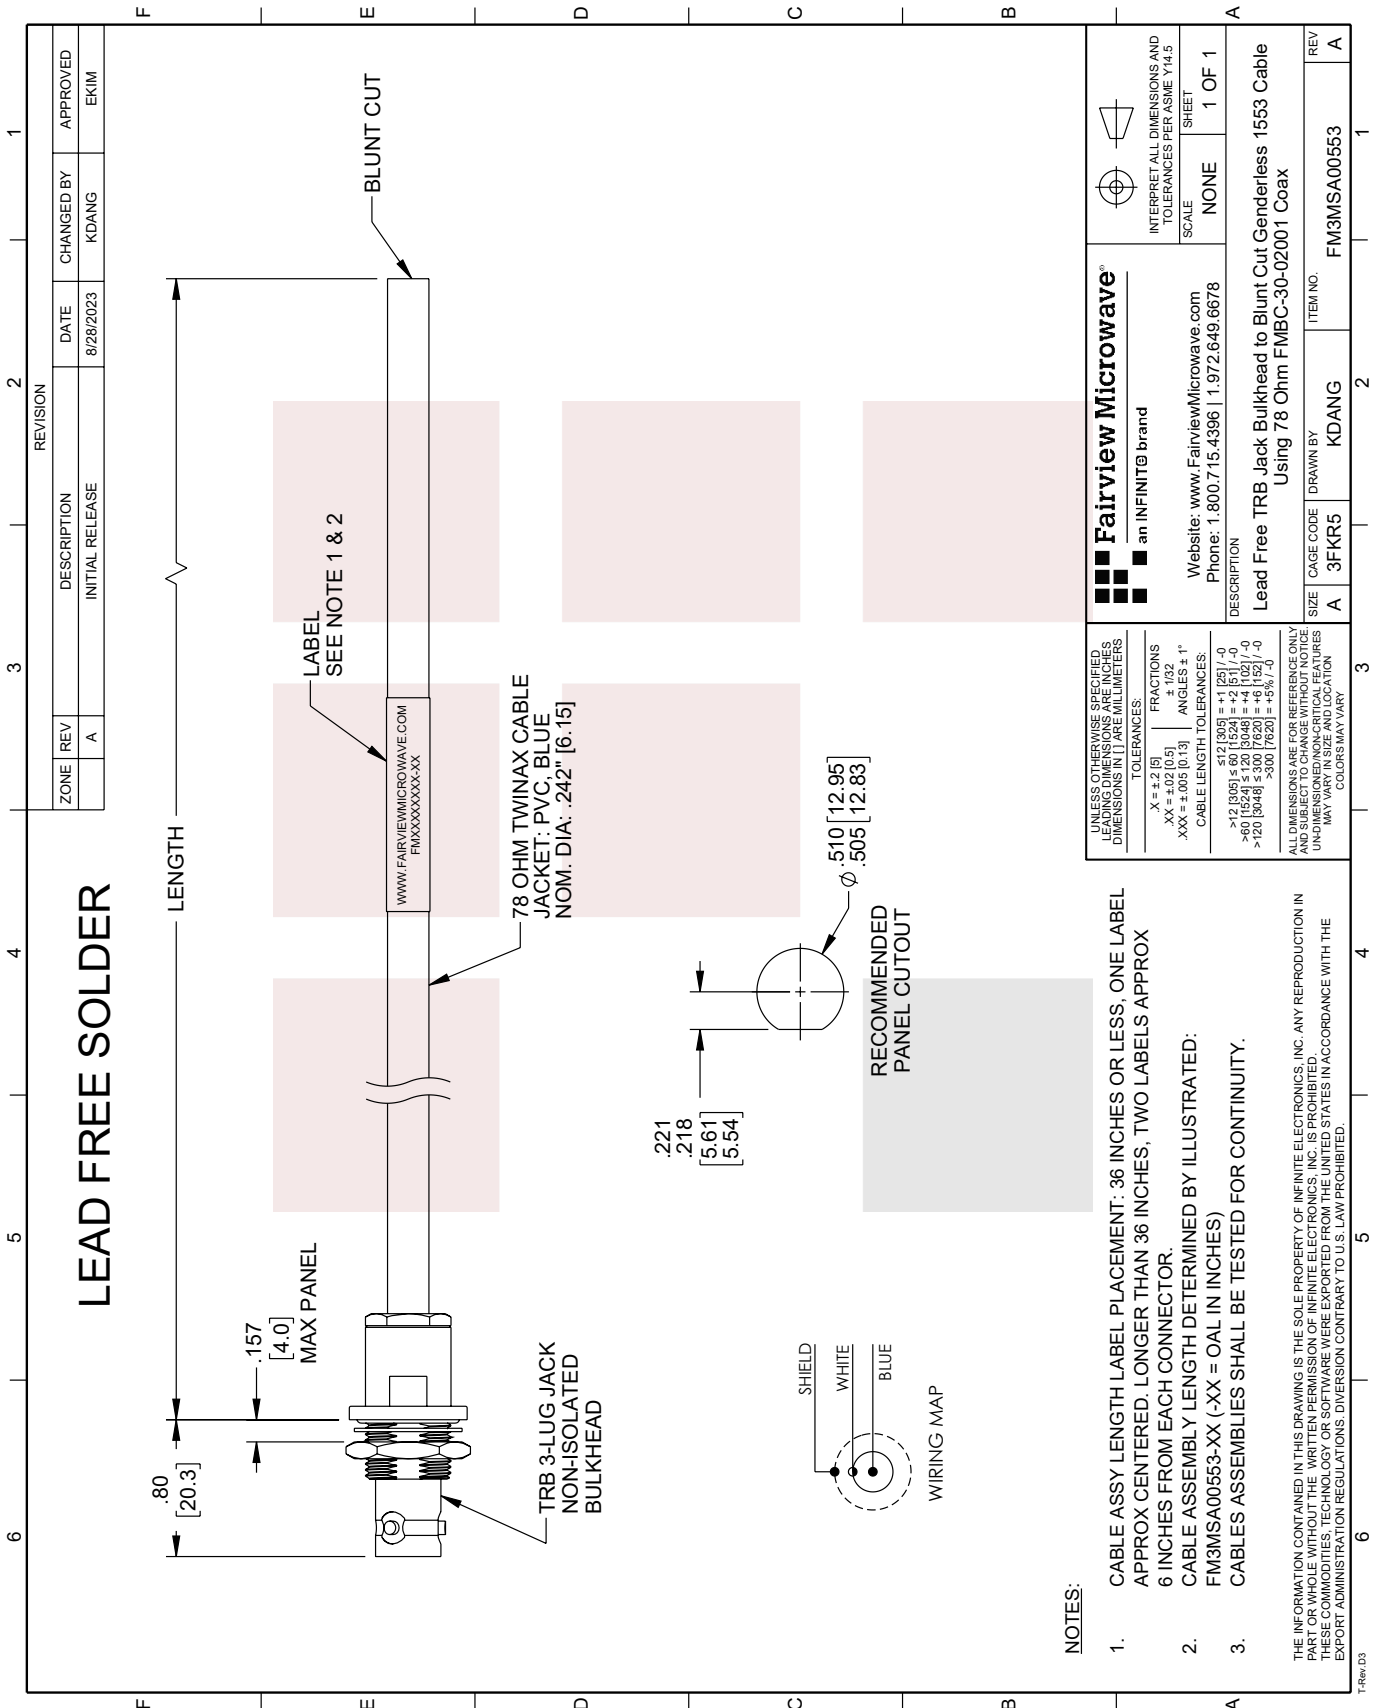 LEAD FREE SOLDER
REVISION
ZONE REV DESCRIPTION DATE CHANGED BY APPROVED
A INITIAL RELEASE 8/28/2023 KDANG EKIM
6 5 4 3 2 1
F F
E E
D D
C C
B B
A A
LENGTH
.80
[20.3]
.157
[4.0]
MAX PANEL
LABEL
SEE NOTE 1 & 2
BLUNT CUT
WWW.FAIRVIEWMICROWAVE.COM
FMXXXXXXXX-XX
TRB 3-LUG JACK
NON-ISOLATED
BULKHEAD
78 OHM TWINAX CABLE
JACKET: PVC, BLUE
NOM. DIA: .242" [6.15]
.221
.218
[5.61]
[5.54]
⌀ .510 [12.95]
.505 [12.83]
RECOMMENDED
PANEL CUTOUT
SHIELD
WHITE
BLUE
WIRING MAP
NOTES:
1. CABLE ASSY LENGTH LABEL PLACEMENT: 36 INCHES OR LESS, ONE LABEL
APPROX CENTERED. LONGER THAN 36 INCHES, TWO LABELS APPROX
6 INCHES FROM EACH CONNECTOR.
2. CABLE ASSEMBLY LENGTH DETERMINED BY ILLUSTRATED:
FM3MSA00553-XX (-XX = OAL IN INCHES)
3. CABLES ASSEMBLIES SHALL BE TESTED FOR CONTINUITY.
THE INFORMATION CONTAINED IN THIS DRAWING IS THE SOLE PROPERTY OF INFINITE ELECTRONICS, INC. ANY REPRODUCTION IN
PART OR WHOLE WITHOUT THE WRITTEN PERMISSION OF INFINITE ELECTRONICS, INC. IS PROHIBITED.
THESE COMMODITIES, TECHNOLOGY OR SOFTWARE WERE EXPORTED FROM THE UNITED STATES IN ACCORDANCE WITH THE
EXPORT ADMINISTRATION REGULATIONS. DIVERSION CONTRARY TO U.S. LAW PROHIBITED.
UNLESS OTHERWISE SPECIFIED
LEADING DIMENSIONS ARE INCHES
DIMENSIONS IN [ ] ARE MILLIMETERS
TOLERANCES:
.X = ±.2 [5] FRACTIONS
.XX = ±.02 [0.5] ± 1/32
.XXX = ±.005 [0.13] ANGLES ± 1°
CABLE LENGTH TOLERANCES:
≤12 [305] = +1 [25] / -0
>12 [305] ≤ 60 [1524] = +2 [51] / -0
>60 [1524] ≤ 120 [3048] = +4 [102] / -0
>120 [3048] ≤ 300 [7620] = +6 [152] / -0
>300 [7620] = +5% / -0
ALL DIMENSIONS ARE FOR REFERENCE ONLY
AND SUBJECT TO CHANGE WITHOUT NOTICE.
UN-DIMENSIONED/NON-CRITICAL FEATURES
MAY VARY IN SIZE AND LOCATION
COLORS MAY VARY
Fairview Microwave®
an INFINITE brand
Website: www.FairviewMicrowave.com
Phone: 1.800.715.4396 | 1.972.649.6678
INTERPRET ALL DIMENSIONS AND
TOLERANCES PER ASME Y14.5
SCALE NONE
SHEET 1 OF 1
DESCRIPTION
Lead Free TRB Jack Bulkhead to Blunt Cut Genderless 1553 Cable
Using 78 Ohm FMBC-30-02001 Coax
SIZE A
CAGE CODE 3FKR5
DRAWN BY KDANG
ITEM NO. FM3MSA00553
REV A
6 5 4 3 2 1
T-Rev.D3